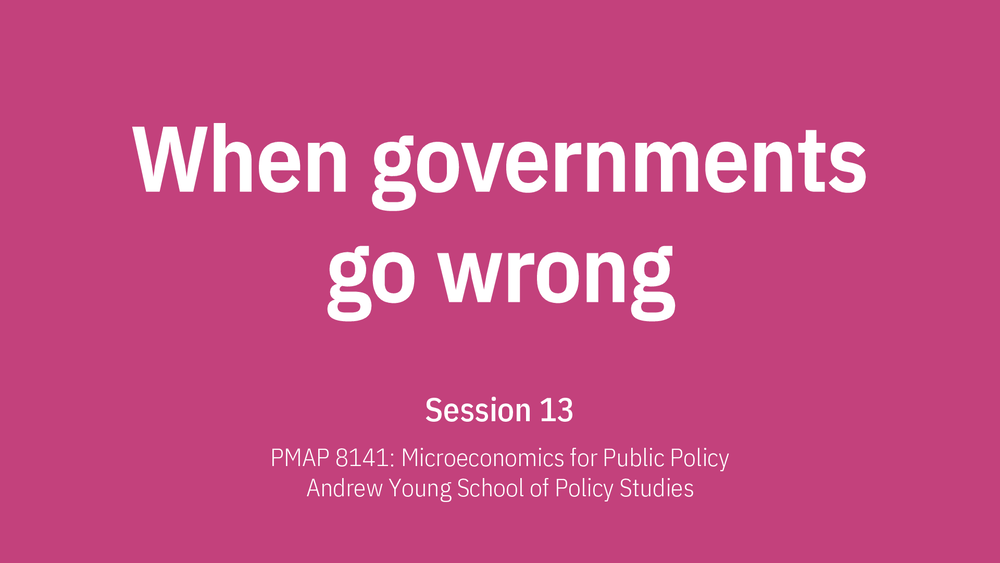 When governments
go wrong
Session 13
PMAP 8141: Microeconomics for Public Policy
Andrew Young School of Policy Studies